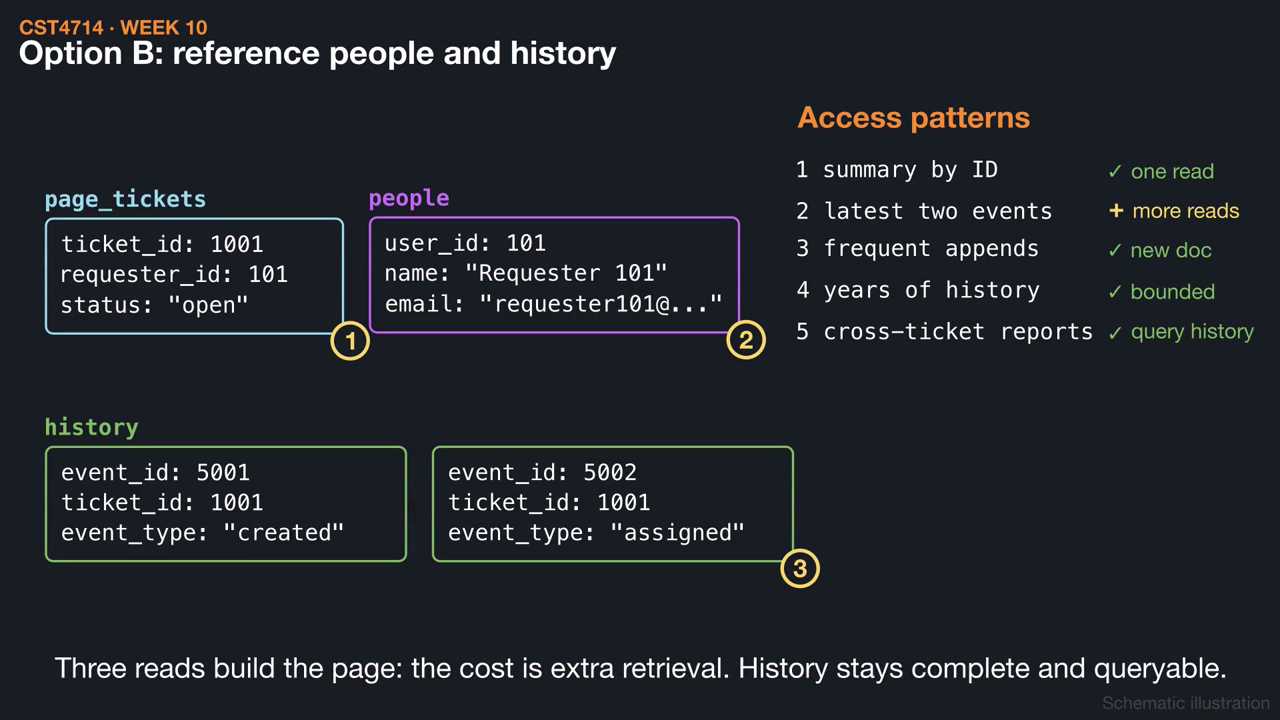 CST4714 · WEEK 10
Option B: reference people and history
page_tickets
ticket_id: 1001
requester_id: 101
status: "open"
1
people
user_id: 101
name: "Requester 101"
email: "requester101@..."
2
history
event_id: 5001
ticket_id: 1001
event_type: "created"
event_id: 5002
ticket_id: 1001
event_type: "assigned"
3
Access patterns
1 summary by ID ✓ one read
2 latest two events + more reads
3 frequent appends ✓ new doc
4 years of history ✓ bounded
5 cross-ticket reports ✓ query history
Three reads build the page: the cost is extra retrieval. History stays complete and queryable.
Schematic illustration